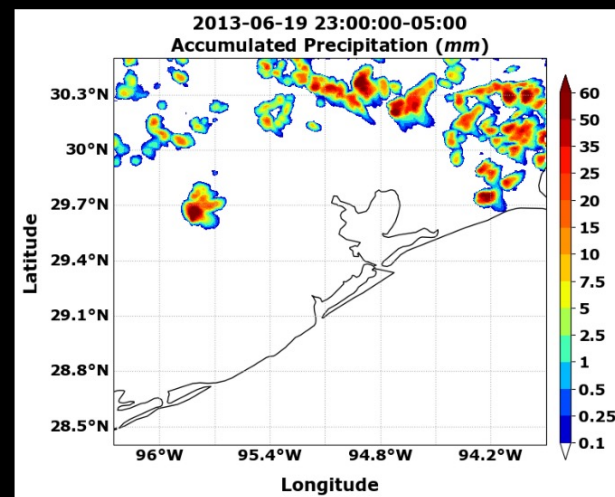 2013-06-19 23:00:00-05:00
Accumulated Precipitation (mm)
Latitude
30.3°N
30°N
29.7°N
29.4°N
29.1°N
28.8°N
28.5°N
96°W
95.4°W
94.8°W
94.2°W
Longitude
60
50
35
25
20
15
10
7.5
5
2.5
1
0.5
0.25
0.1